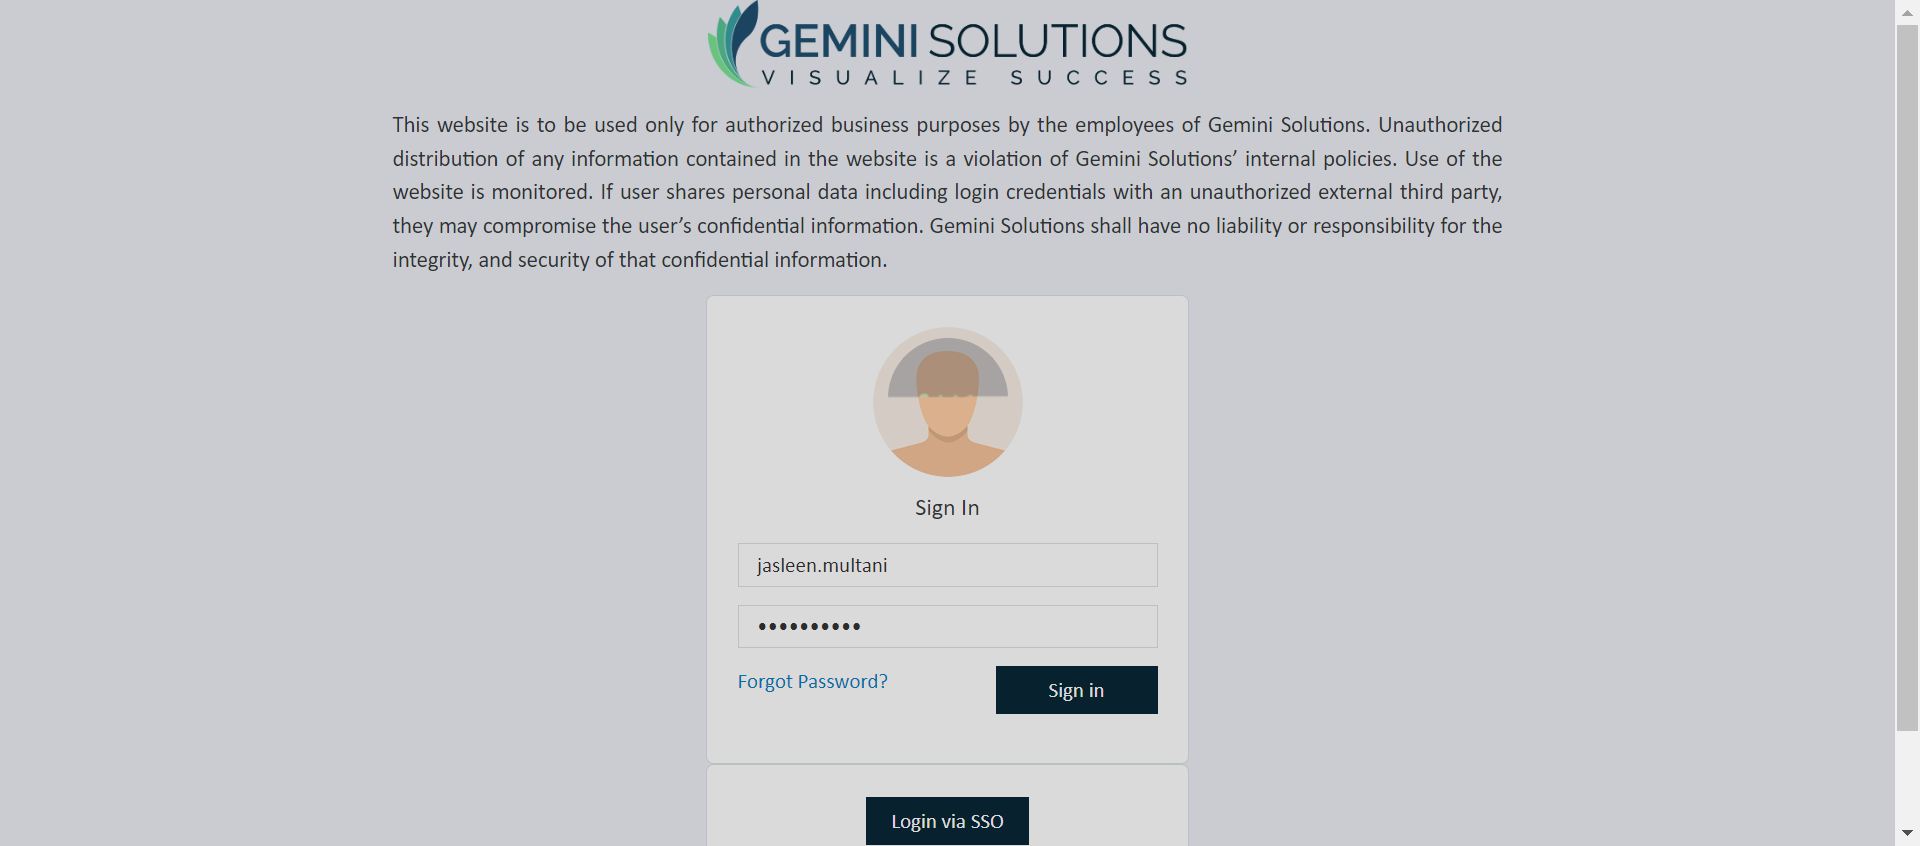 GEMINI SOLUTIONS
VISUALIZE SUCCESS
This website is to be used only for authorized business purposes by the employees of Gemini Solutions. Unauthorized
distribution of any information contained in the website is a violation of Gemini Solutions’ internal policies. Use of the
website is monitored. If user shares personal data including login credentials with an unauthorized external third party,
they may compromise the user’s confidential information. Gemini Solutions shall have no liability or responsibility for the
integrity, and security of that confidential information.
Sign In
jasleen.multani
••••••••••
Forgot Password?
Sign in
Login via SSO